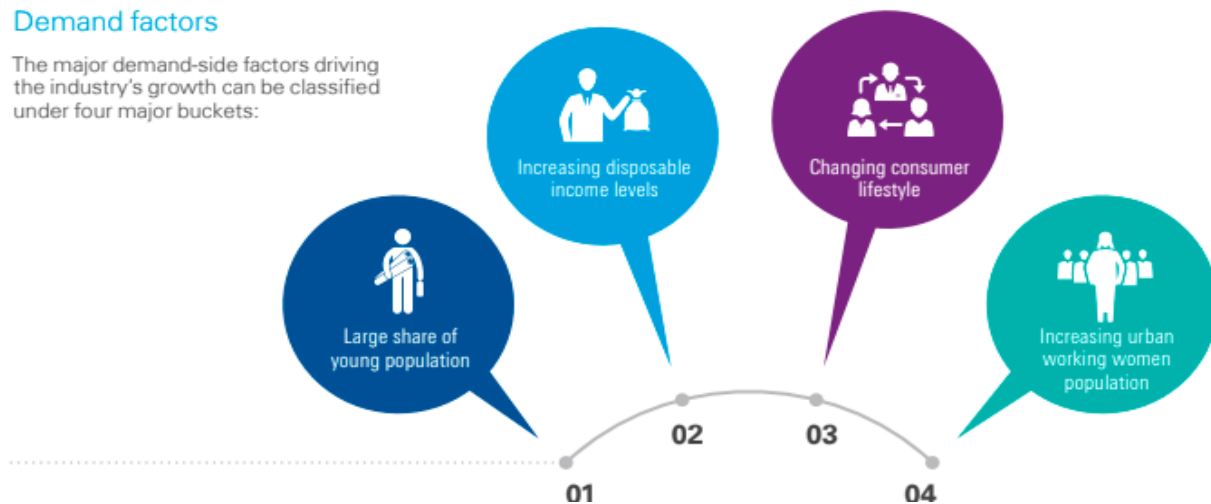 Demand factors
The major demand-side factors driving
the industry's growth can be classified
under four major buckets:
Large share of
young population
01
Increasing disposable
income levels
02
Changing consumer
lifestyle
03
Increasing urban
working women
population
04